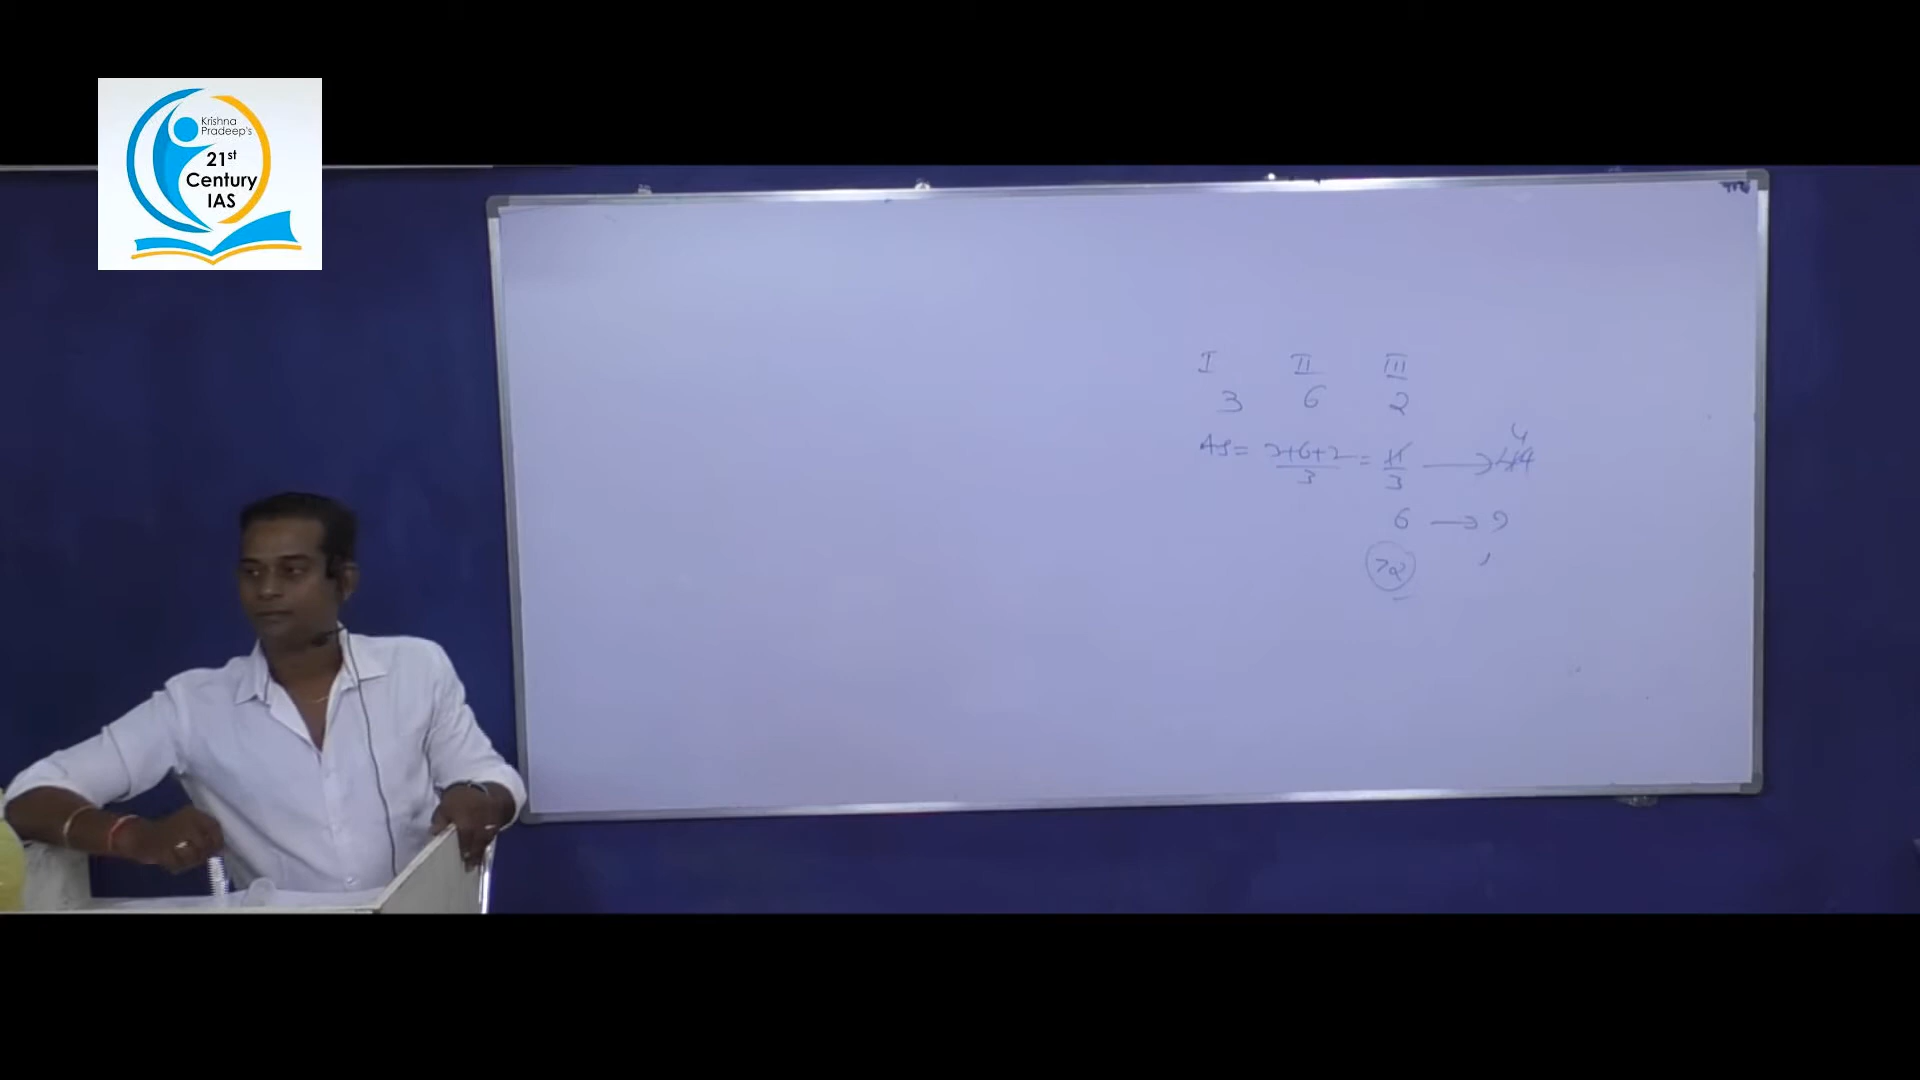 Krishna
Pradeep's
21st
Century
IAS
I II III
3 6 2
AS = 3+6+2/3 = 11/3 → 44 4
6 → 9
72